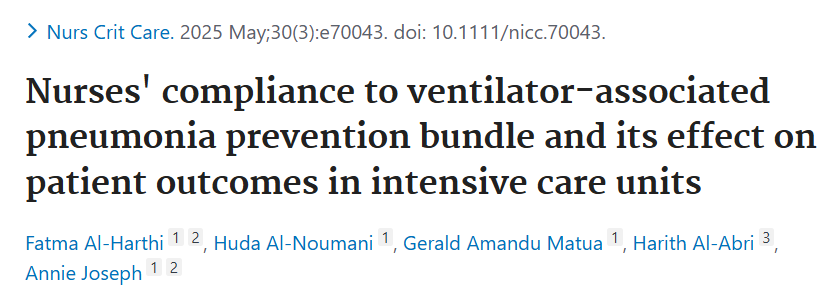 Nurs Crit Care. 2025 May;30(3):e70043. doi: 10.1111/nicc.70043.
Nurses' compliance to ventilator-associated
pneumonia prevention bundle and its effect on
patient outcomes in intensive care units
Fatma Al-Harthi 1 2, Huda Al-Noumani 1, Gerald Amandu Matua 1, Harith Al-Abri 3,
Annie Joseph 1 2